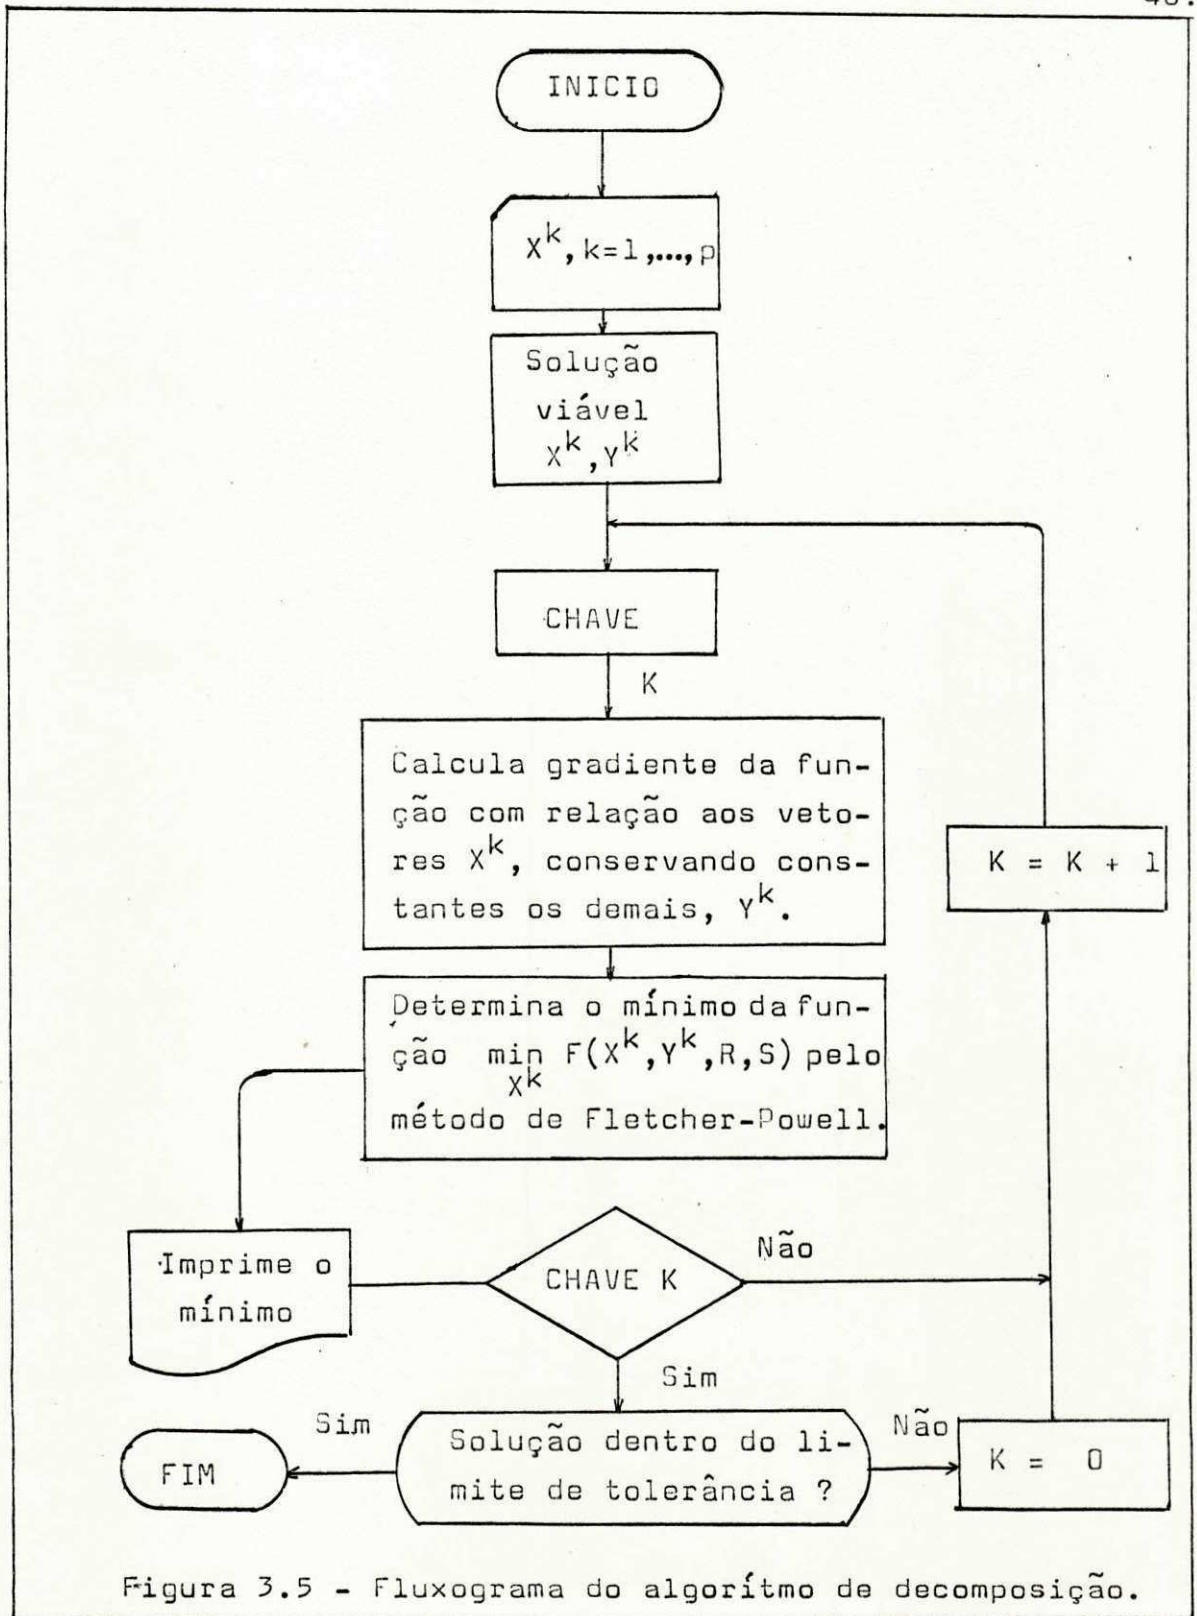 INICIO
X^k, k=1,..., p
Solução
viável
X^k, Y^k
CHAVE
K
Calcula gradiente da fun-
ção com relação aos veto-
res X^k, conservando cons-
tantes os demais, Y^k.
K = K + 1
Determina o mínimo da fun-
ção min F(X^k,Y^k,R,S) pelo
X^k
método de Fletcher-Powell.
Imprime o
mínimo
CHAVE K
Não
Sim
Sim
Solução dentro do li-
mite de tolerância ?
Não
K = 0
FIM
Figura 3.5 - Fluxograma do algorítmo de decomposição.